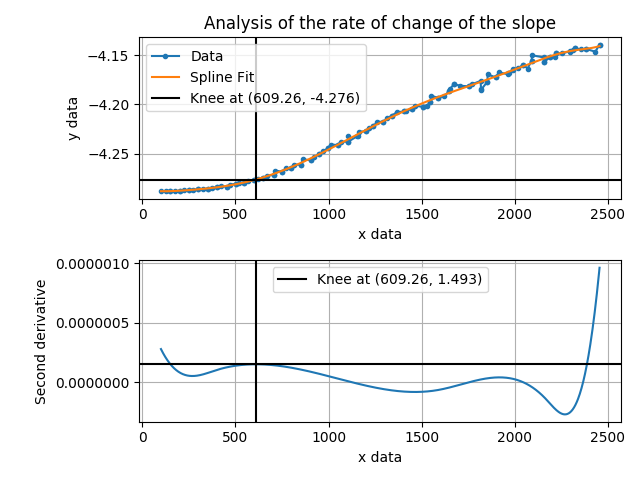 Analysis of the rate of change of the slope
Data
Spline Fit
Knee at (609.26, -4.276)
−4.15
−4.20
−4.25
y data
0 500 1000 1500 2000 2500
x data
Knee at (609.26, 1.493)
0.0000010
0.0000005
0.0000000
Second derivative
0 500 1000 1500 2000 2500
x data